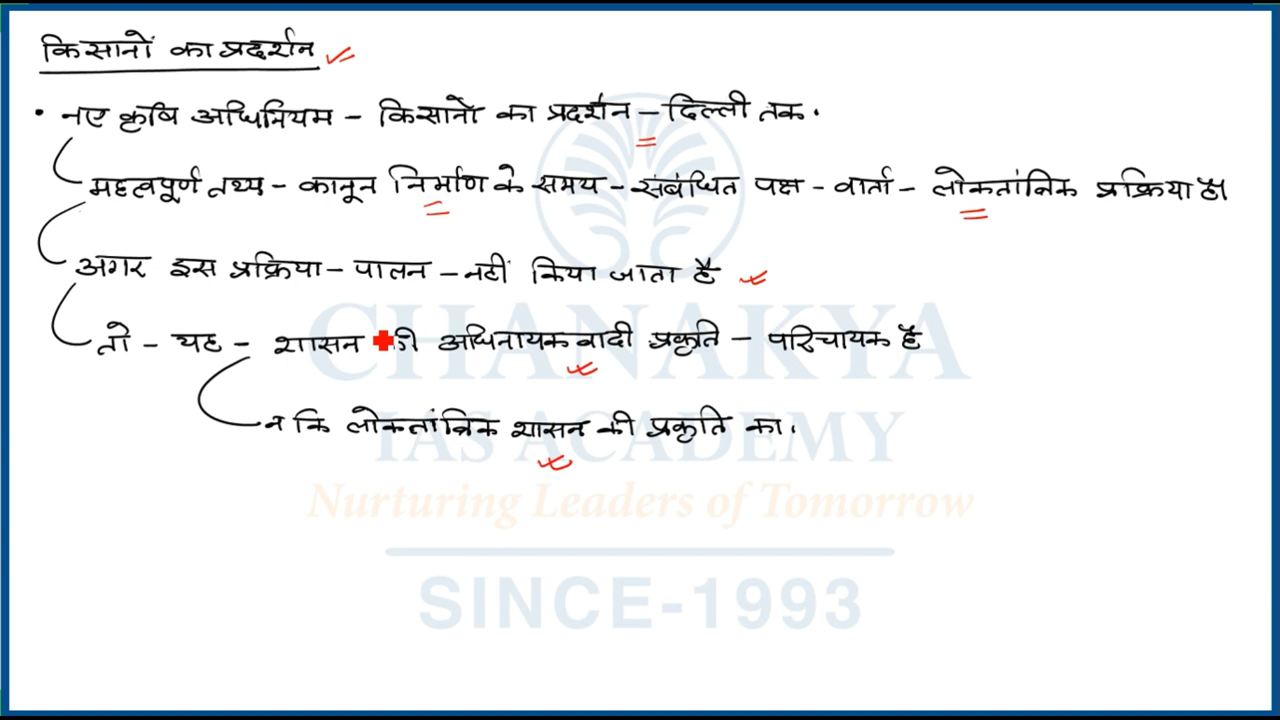 किसानों का प्रदर्शन
• नए कृषि अधिनियम - किसानों का प्रदर्शन - दिल्ली तक.
महत्वपूर्ण तथ्य - कानून निर्माण के समय - संबंधित पक्ष - वार्ता - लोकतांत्रिक प्रक्रिया है।
अगर इस प्रक्रिया - पालन - नहीं किया जाता है
तो - यह - शासन की अधिनायकवादी प्रकृति - परिचायक है
न कि लोकतांत्रिक शासन की प्रकृति का.
CHANAKYA
IAS ACADEMY
Nurturing Leaders of Tomorrow
SINCE-1993